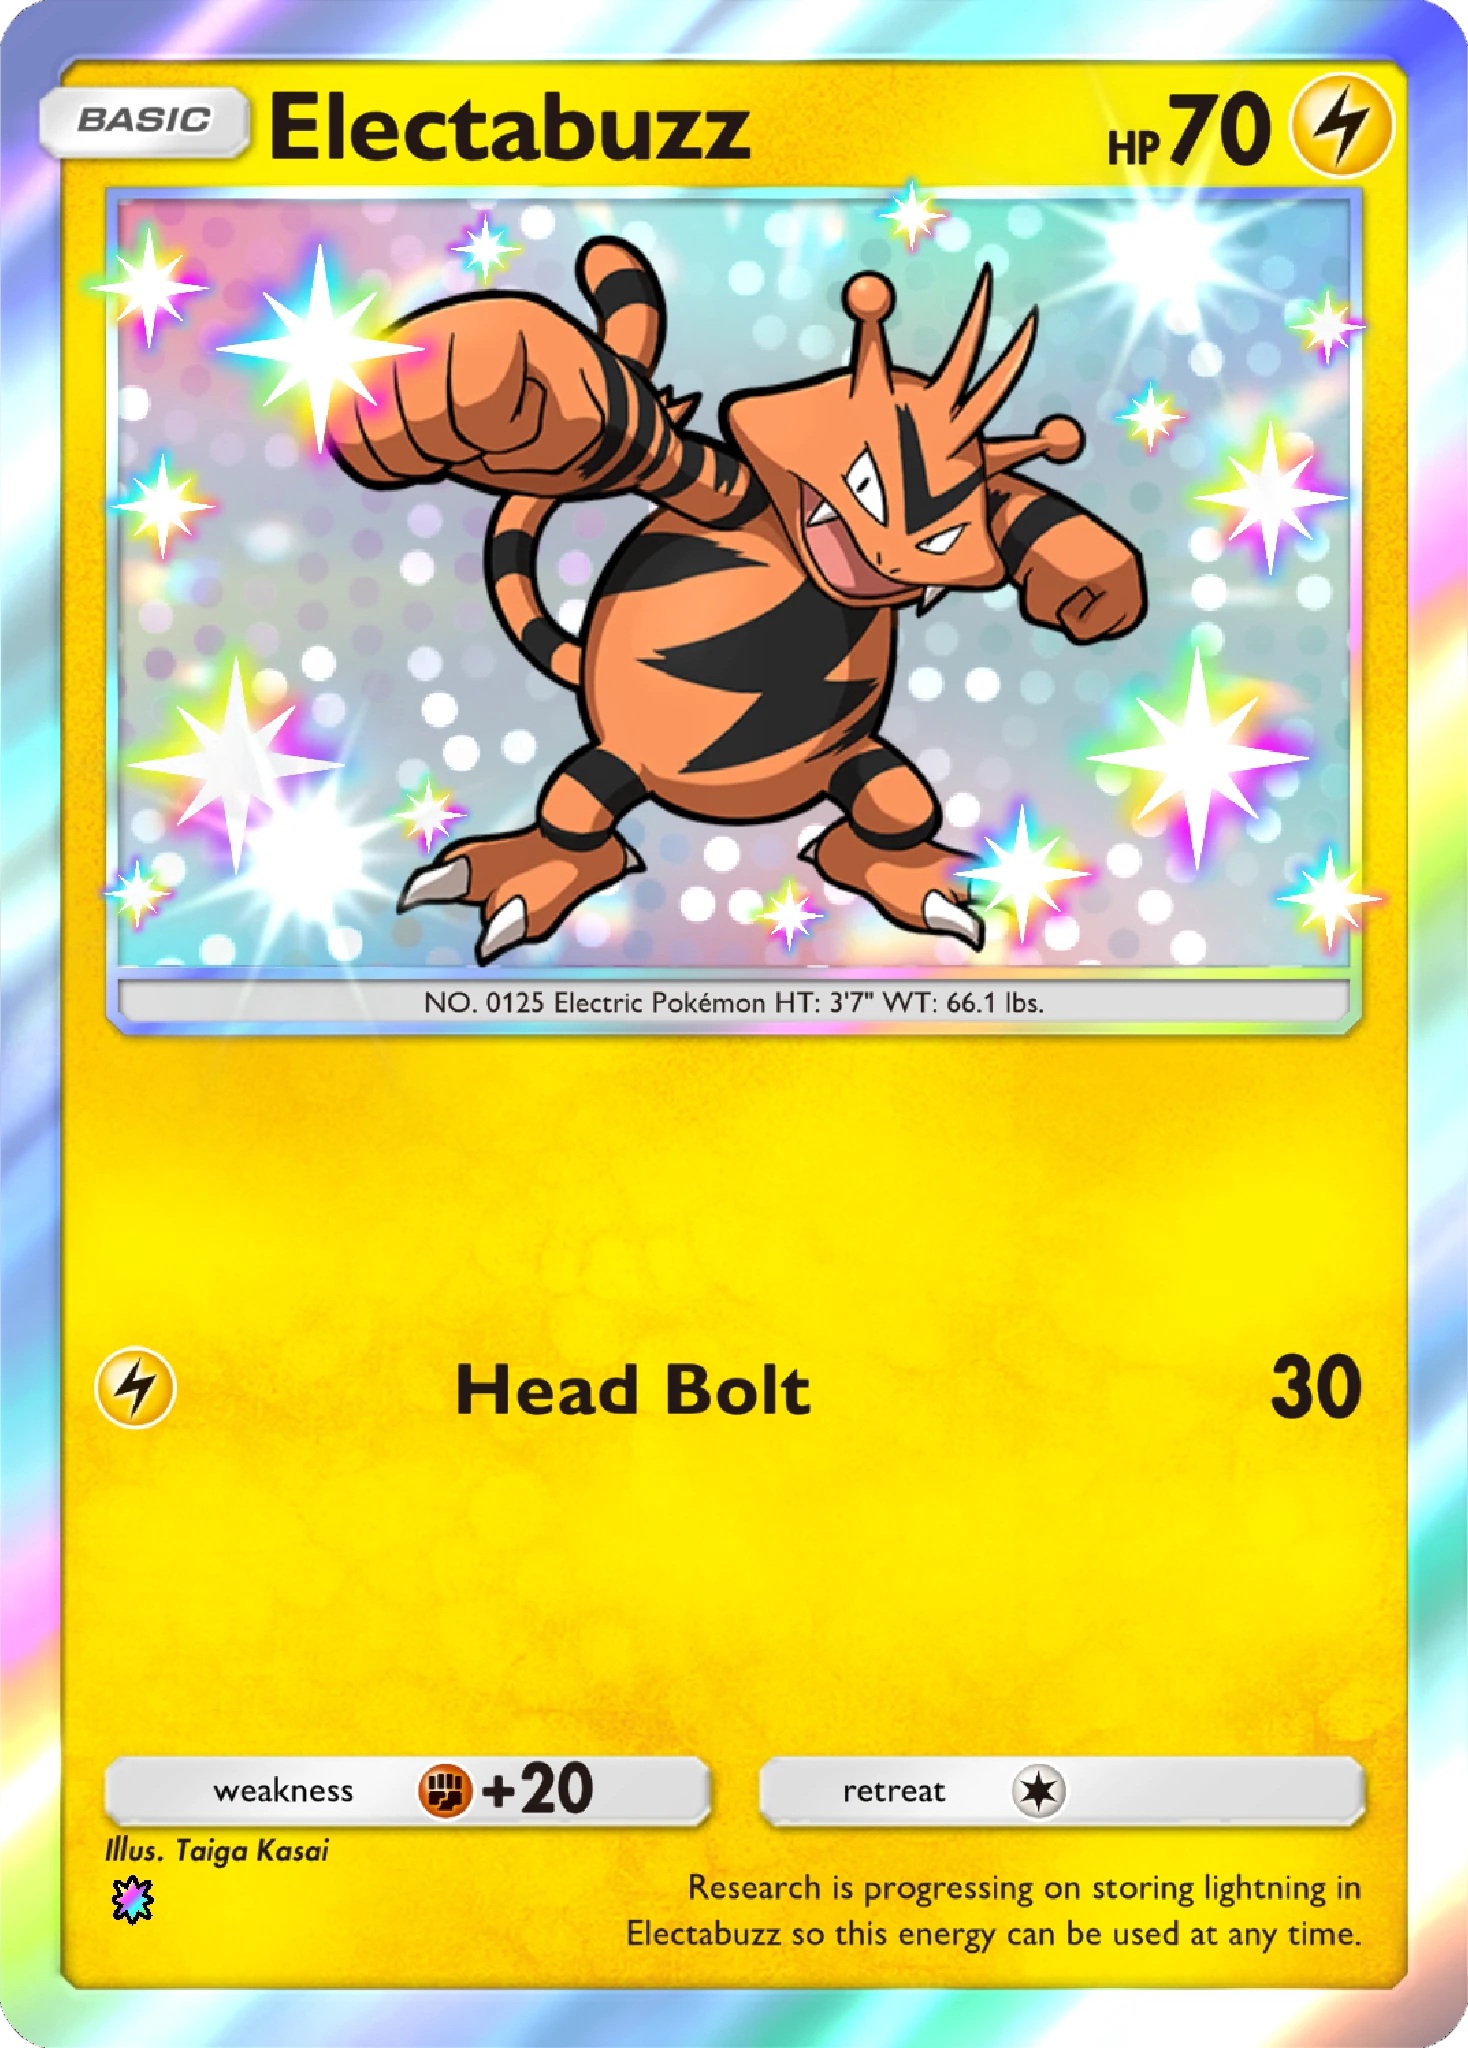 BASIC Electabuzz HP 70
NO. 0125 Electric Pokémon HT: 3'7" WT: 66.1 lbs.
Head Bolt 30
weakness +20 retreat
Illus. Taiga Kasai
Research is progressing on storing lightning in
Electabuzz so this energy can be used at any time.